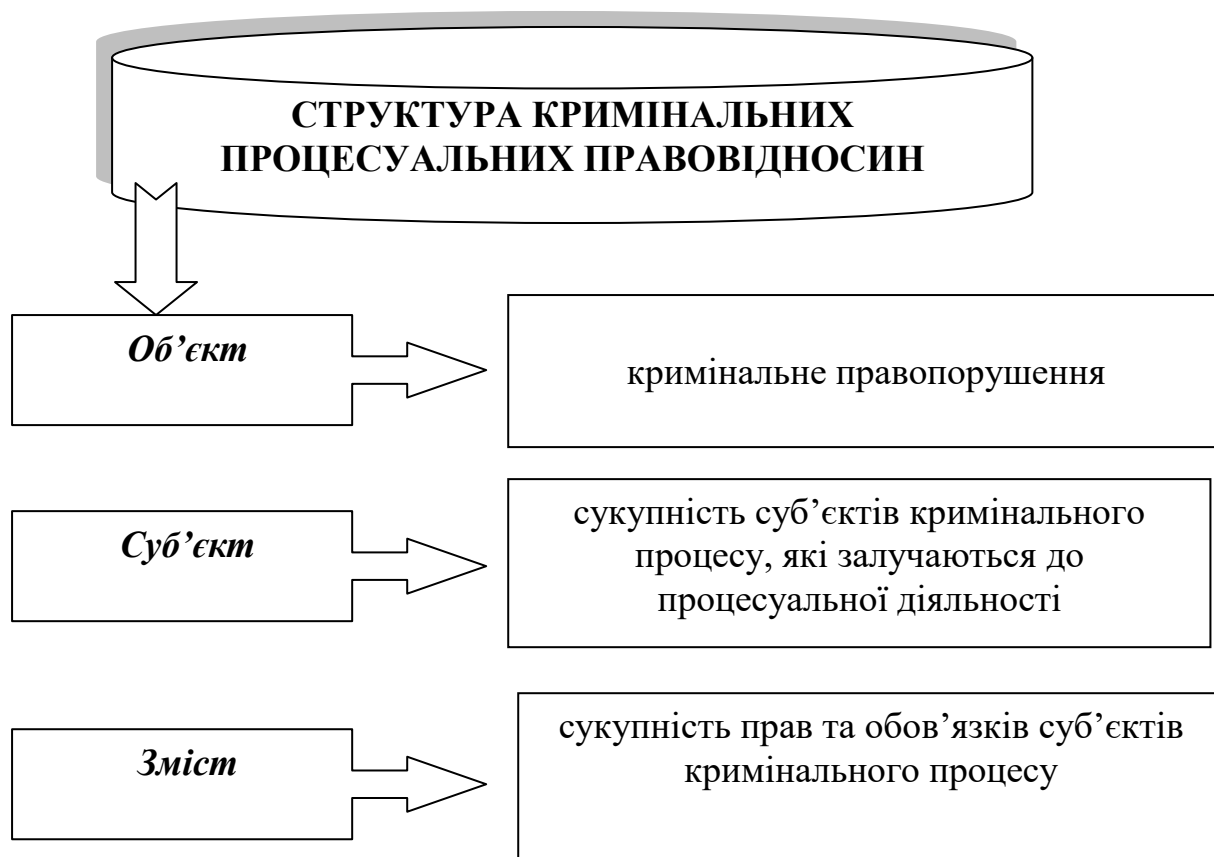 СТРУКТУРА КРИМІНАЛЬНИХ
ПРОЦЕСУАЛЬНИХ ПРАВОВІДНОСИН
Об’єкт
кримінальне правопорушення
Суб’єкт
сукупність суб’єктів кримінального
процесу, які залучаються до
процесуальної діяльності
Зміст
сукупність прав та обов’язків суб’єктів
кримінального процесу